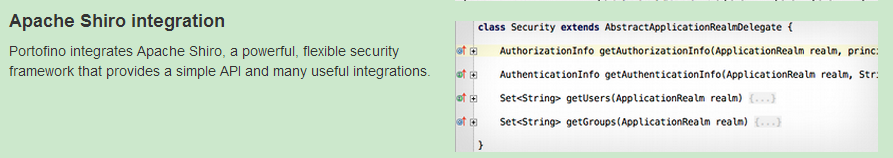 Apache Shiro integration
Portofino integrates Apache Shiro, a powerful, flexible security
framework that provides a simple API and many useful integrations.
class Security extends AbstractApplicationRealmDelegate {
AuthorizationInfo getAuthorizationInfo(ApplicationRealm realm, princi
AuthenticationInfo getAuthenticationInfo(ApplicationRealm realm, Stri
Set<String> getUsers(ApplicationRealm realm) {...}
Set<String> getGroups(ApplicationRealm realm) {...}
}